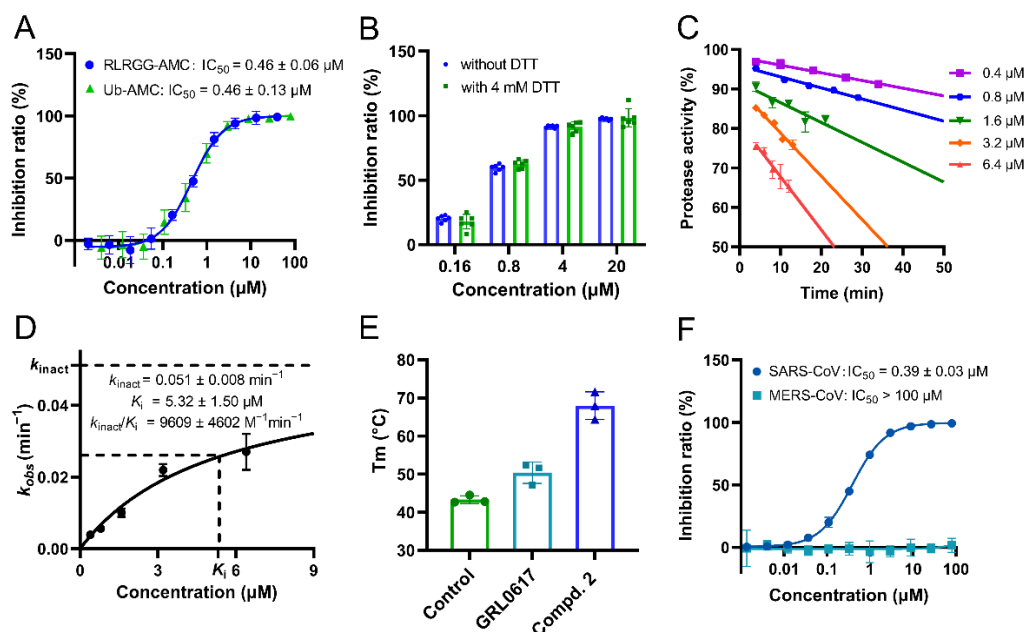 A
RLRGG-AMC: IC50 = 0.46 ± 0.06 μM
Ub-AMC: IC50 = 0.46 ± 0.13 μM
Inhibition ratio (%)
150
100
50
0
0.01
0.1
1
10
100
Concentration (μM)
B
without DTT
with 4 mM DTT
Inhibition ratio (%)
150
100
50
0
0.16
0.8
4
20
Concentration (μM)
C
Protease activity (%)
100
90
80
70
60
50
0
10
20
30
40
50
Time (min)
0.4 μM
0.8 μM
1.6 μM
3.2 μM
6.4 μM
D
kinact
kinact = 0.051 ± 0.008 min−1
Ki = 5.32 ± 1.50 μM
kinact/Ki = 9609 ± 4602 M−1min−1
kobs (min−1)
0.04
0.02
0.00
0
3
Ki
6
9
Concentration (μM)
E
Tm (°C)
80
70
60
50
40
30
Control
GRL0617
Compd. 2
F
SARS-CoV: IC50 = 0.39 ± 0.03 μM
MERS-CoV: IC50 > 100 μM
Inhibition ratio (%)
150
100
50
0
0.01
0.1
1
10
100
Concentration (μM)